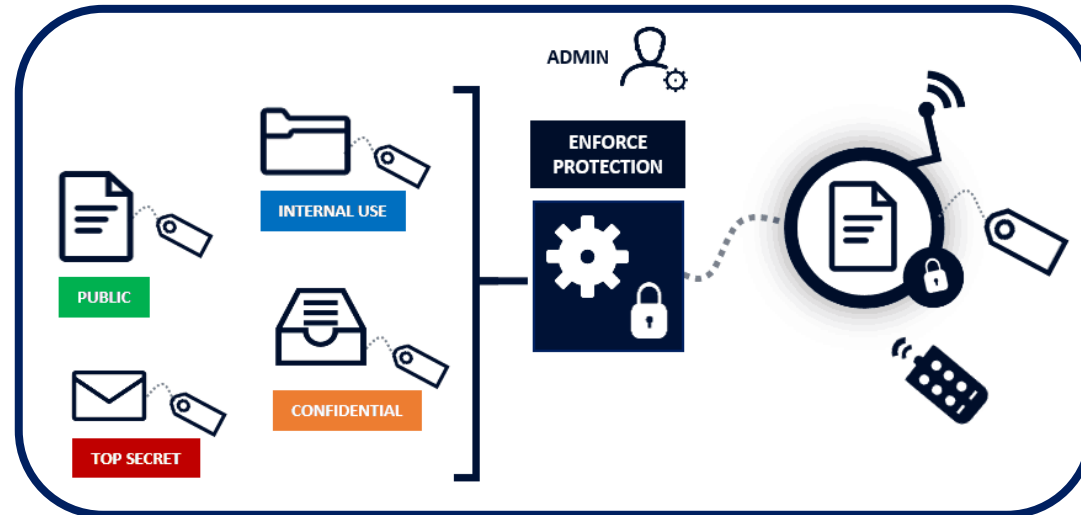 ADMIN
ENFORCE
PROTECTION
INTERNAL USE
PUBLIC
CONFIDENTIAL
TOP SECRET